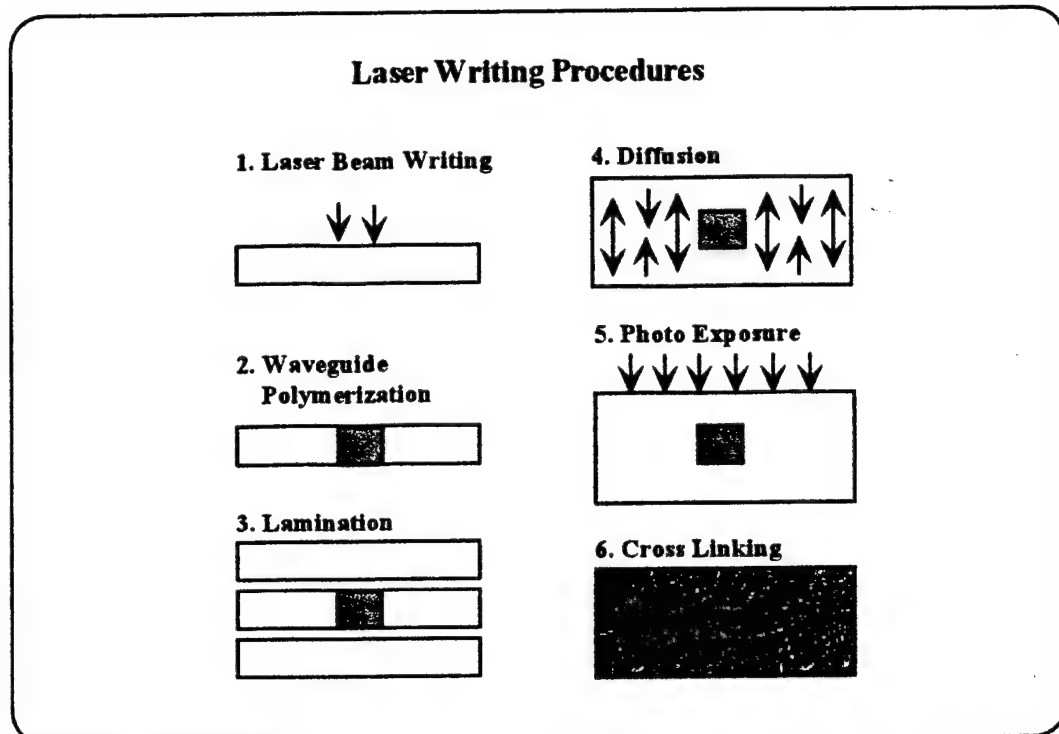 Laser Writing Procedures
1. Laser Beam Writing
2. Waveguide
Polymerization
3. Lamination
4. Diffusion
5. Photo Exposure
6. Cross Linking